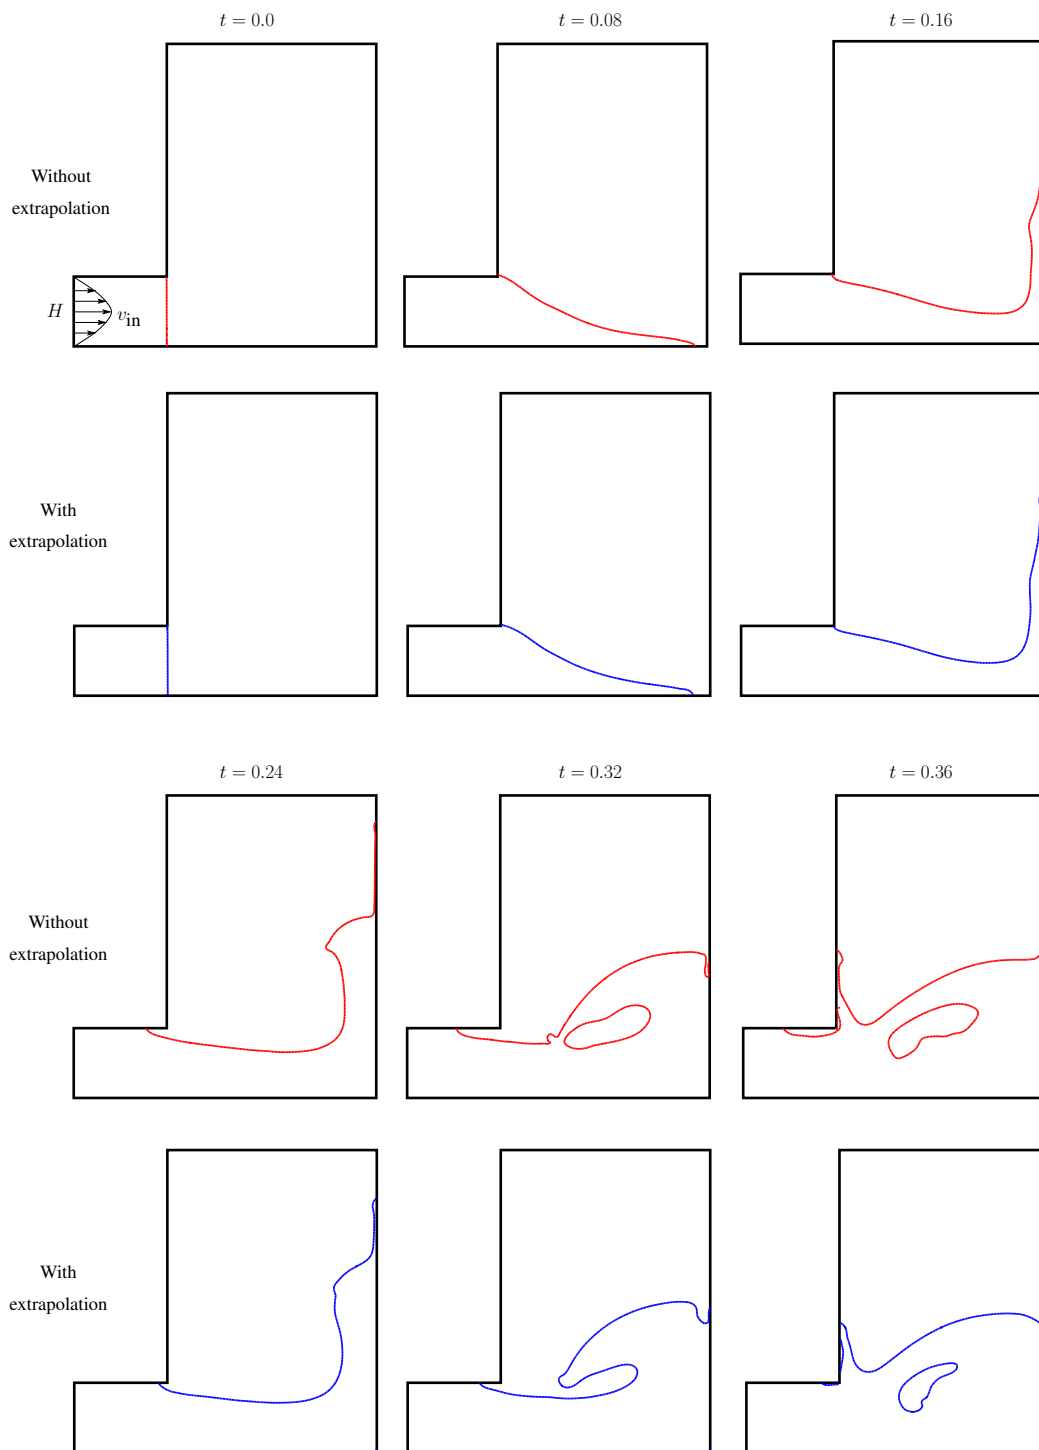 t = 0.0
t = 0.08
t = 0.16
Without
extrapolation
H
v_in
With
extrapolation
t = 0.24
t = 0.32
t = 0.36
Without
extrapolation
With
extrapolation